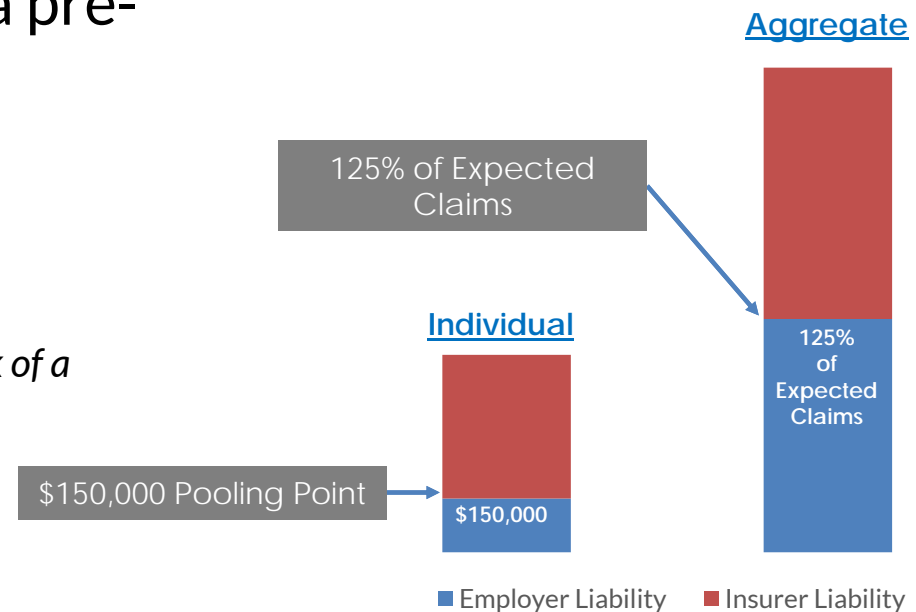 a pre-
Aggregate
125% of Expected
Claims
Individual
125%
of
Expected
Claims
of a
$150,000 Pooling Point
$150,000
Employer Liability
Insurer Liability